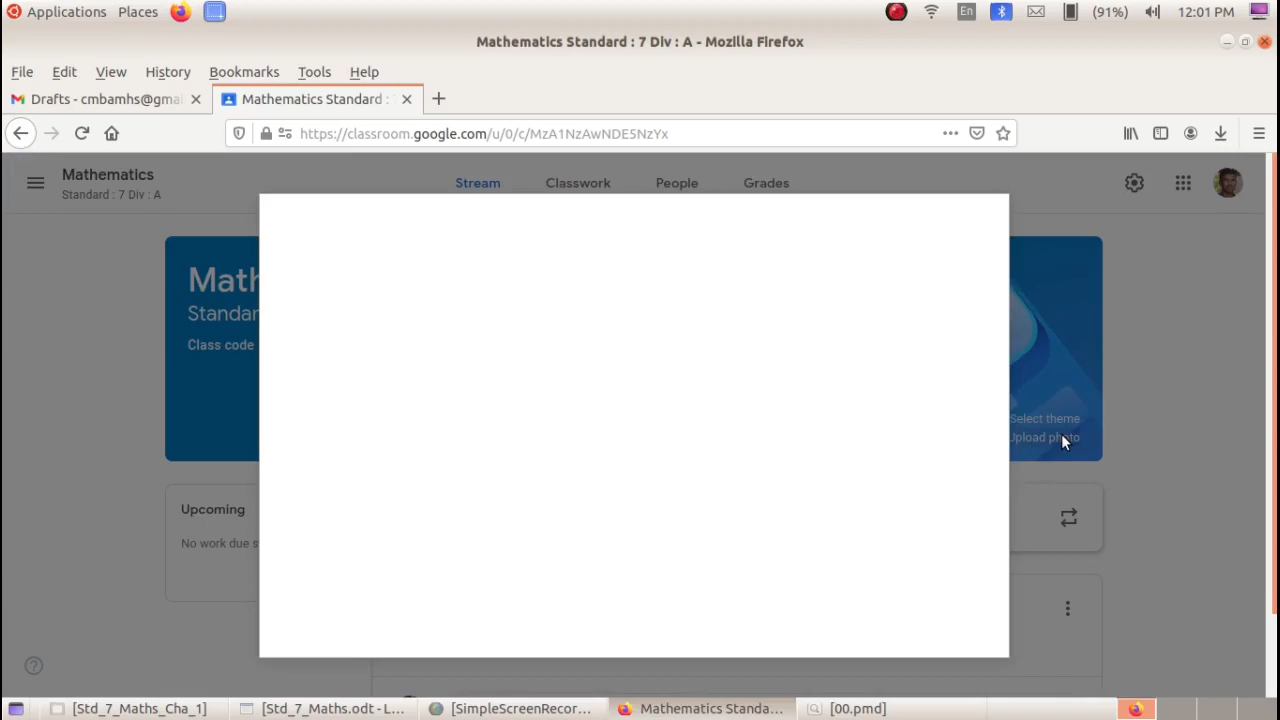 Applications Places En (91%) 12:01 PM
Mathematics Standard : 7 Div : A - Mozilla Firefox
File Edit View History Bookmarks Tools Help
Drafts - cmbamhs@gmai Mathematics Standard :
https://classroom.google.com/u/0/c/MzA1NzAwNDE5NzYx
Mathematics
Standard : 7 Div : A
Stream Classwork People Grades
Math
Standar
Class code
Select theme
Upload photo
Upcoming
No work due s
[Std_7_Maths_Cha_1] [Std_7_Maths.odt - L... [SimpleScreenRecor... Mathematics Standa... [00.pmd]